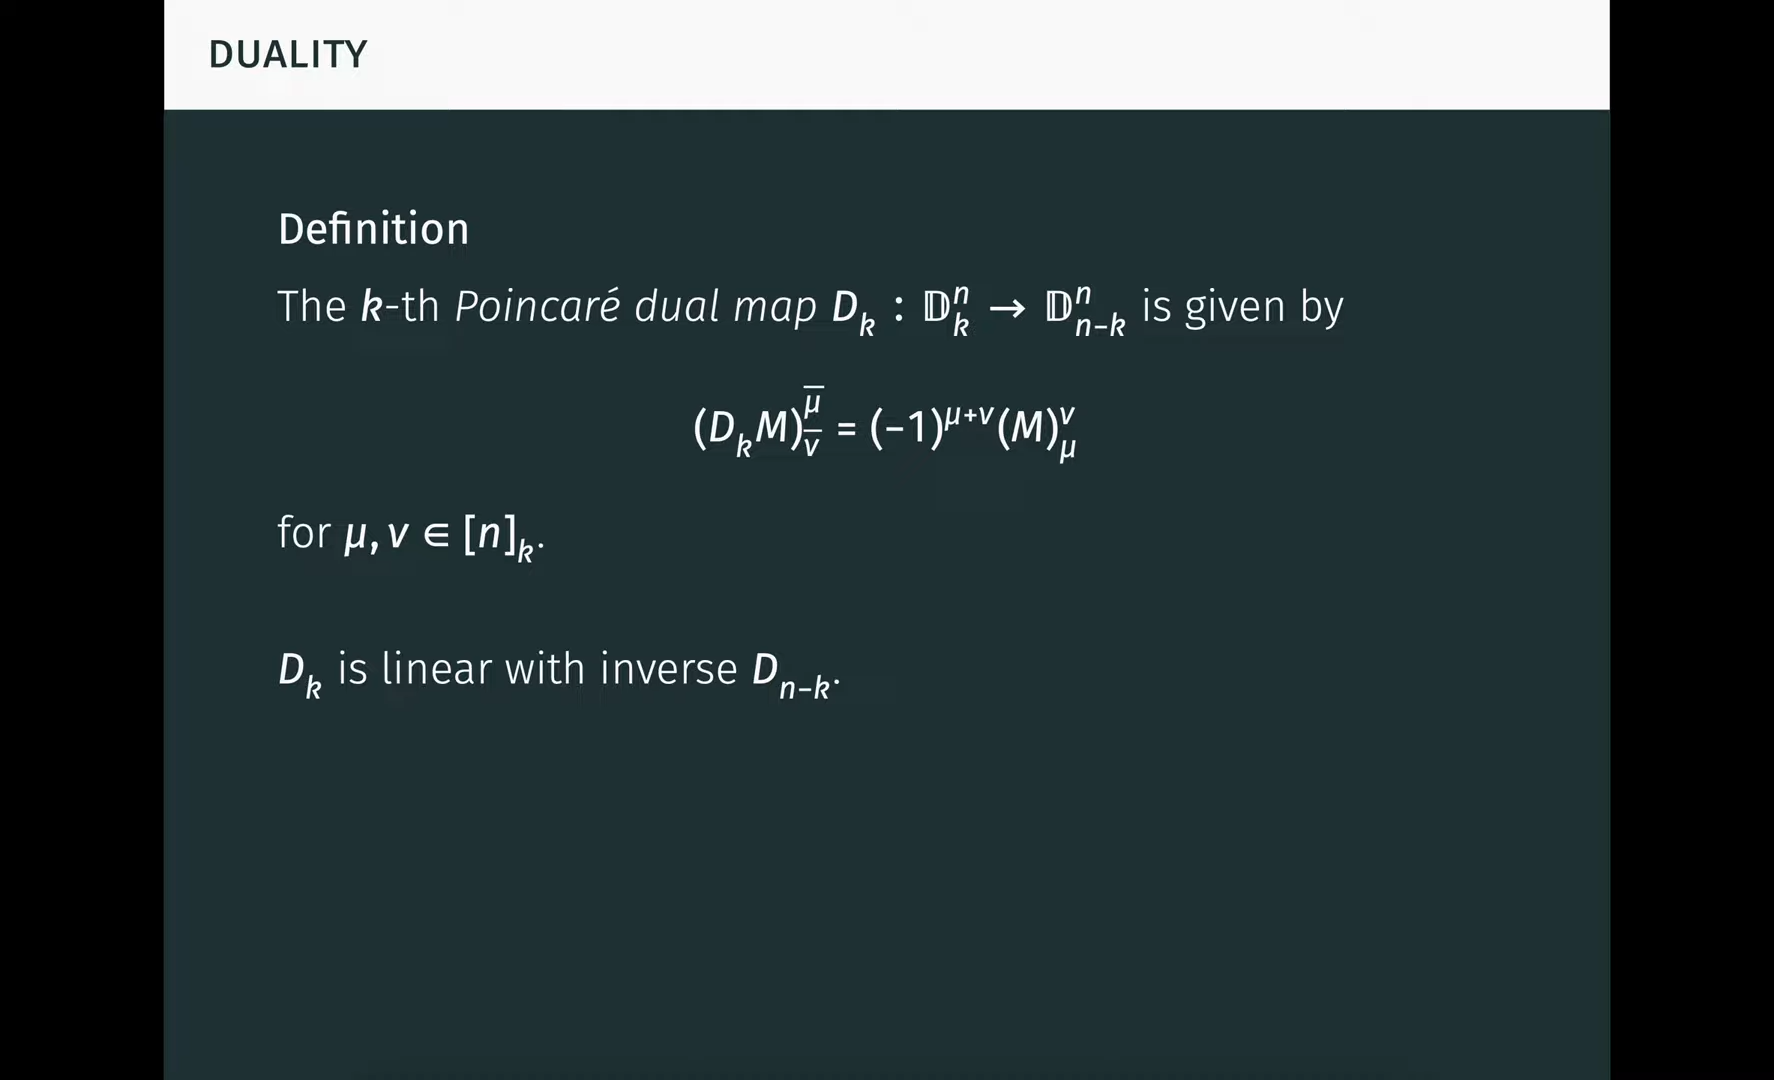 DUALITY
Definition
The k-th Poincaré dual map D_k : 𝔻^n_k → 𝔻^n_{n−k} is given by
(D_k M)^{\overline{μ}}_{\overline{ν}} = (−1)^{μ+ν}(M)^ν_μ
for μ, ν ∈ [n]_k.
D_k is linear with inverse D_{n−k}.